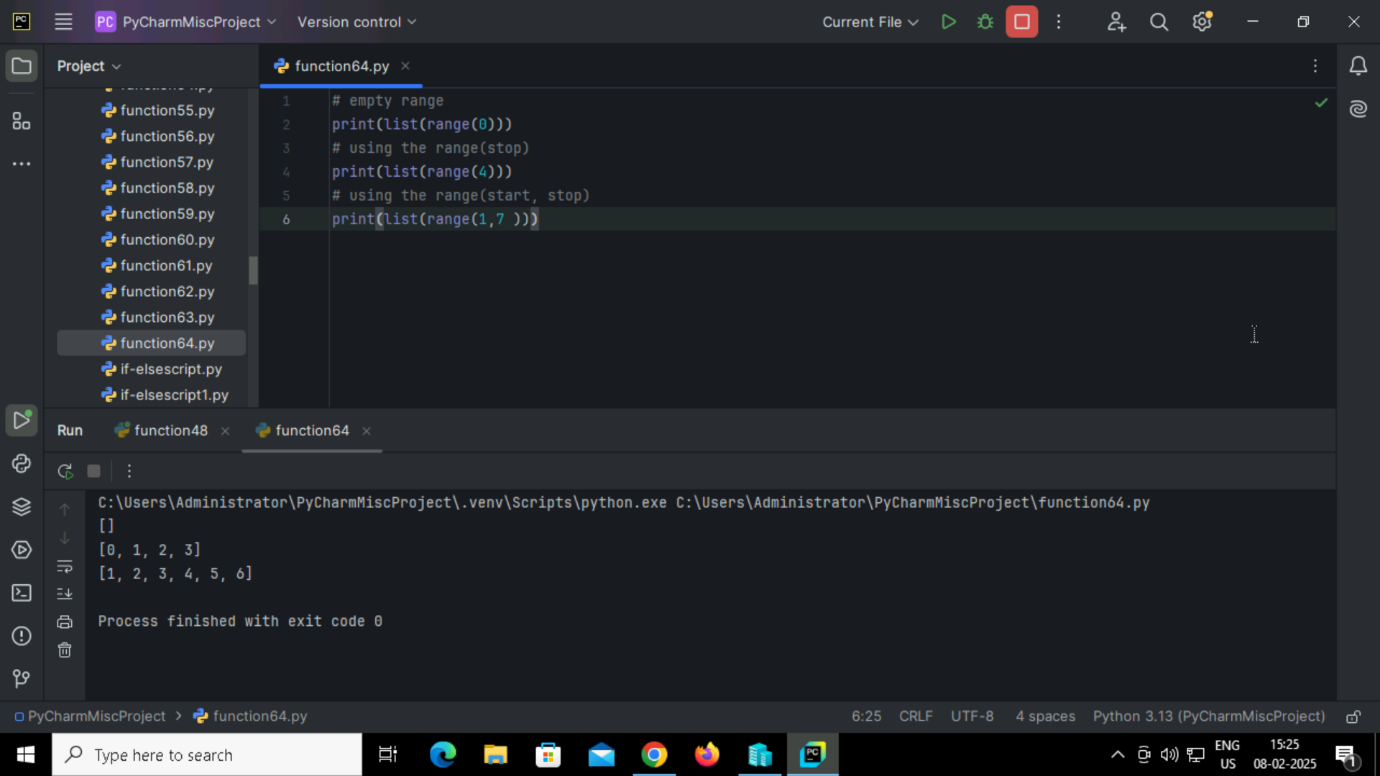 PC
PC PyCharmMiscProject
Version control
Current File
Project
function64.py
function55.py
function56.py
function57.py
function58.py
function59.py
function60.py
function61.py
function62.py
function63.py
function64.py
if-elsescript.py
if-elsescript1.py
1 # empty range
2 print(list(range(0)))
3 # using the range(stop)
4 print(list(range(4)))
5 # using the range(start, stop)
6 print(list(range(1,7 )))
Run
function48
function64
C:\Users\Administrator\PyCharmMiscProject\.venv\Scripts\python.exe C:\Users\Administrator\PyCharmMiscProject\function64.py
[]
[0, 1, 2, 3]
[1, 2, 3, 4, 5, 6]
Process finished with exit code 0
PyCharmMiscProject > function64.py
6:25 CRLF UTF-8 4 spaces Python 3.13 (PyCharmMiscProject)
Type here to search
PC
ENG
US
15:25
08-02-2025
1